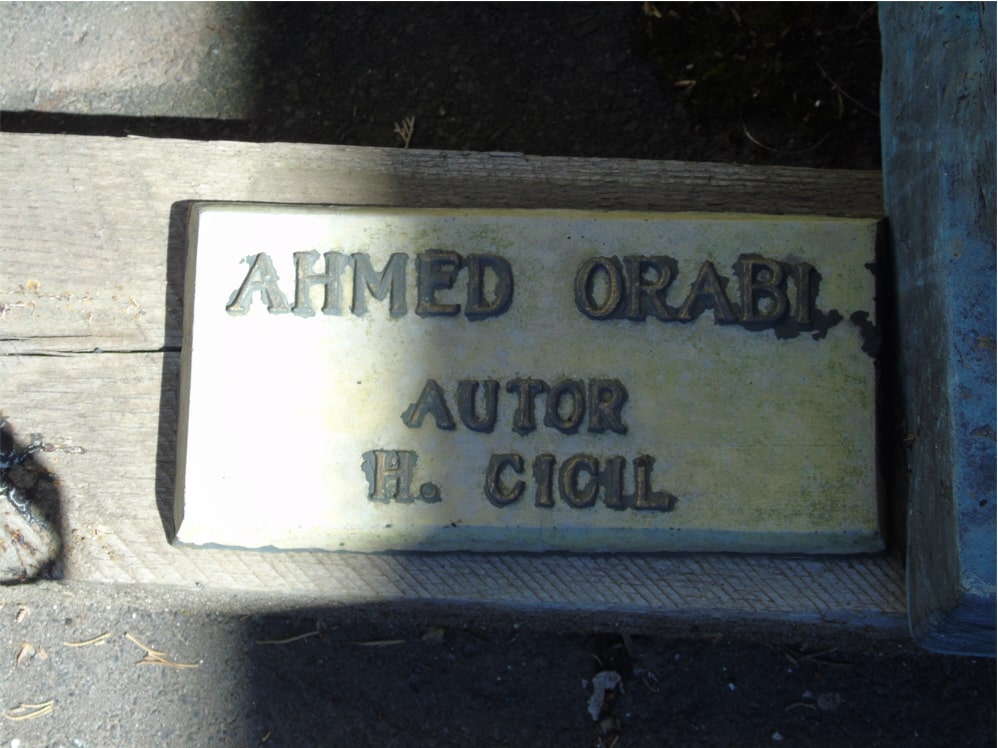 AHMED ORABI
AUTOR
H. CICIL